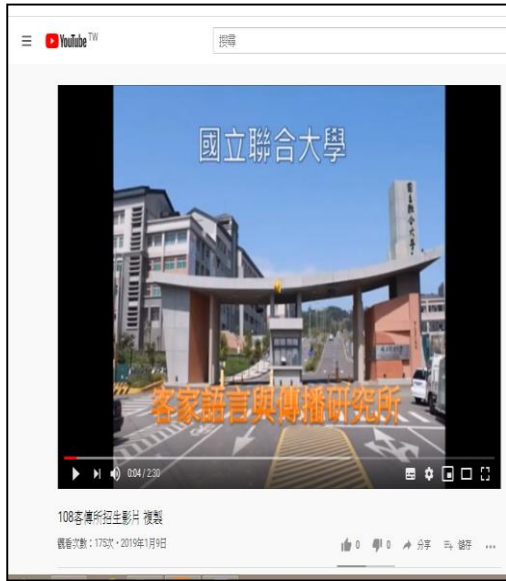 YouTube TW
搜尋
國立聯合大學
國立聯合大學
客家語言與傳播研究所
0:04 / 2:30
108客傳所招生影片 複製
觀看次數：175次・2019年1月9日
0
0
分享
儲存